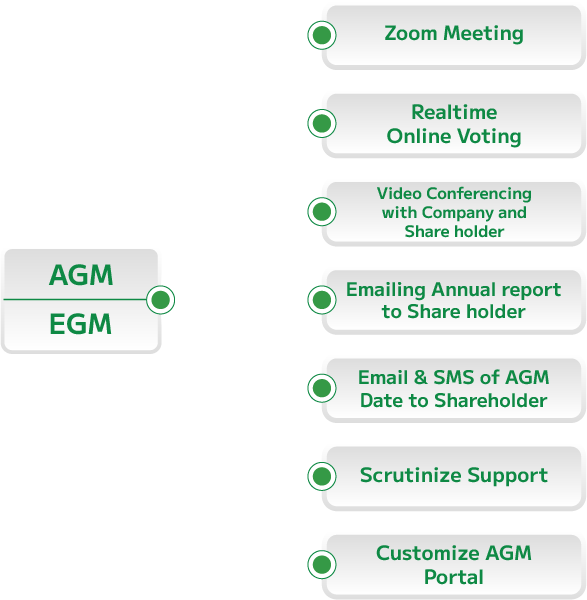 Zoom Meeting
Realtime
Online Voting
Video Conferencing
with Company and
Share holder
AGM
EGM
Emailing Annual report
to Share holder
Email & SMS of AGM
Date to Shareholder
Scrutinize Support
Customize AGM
Portal